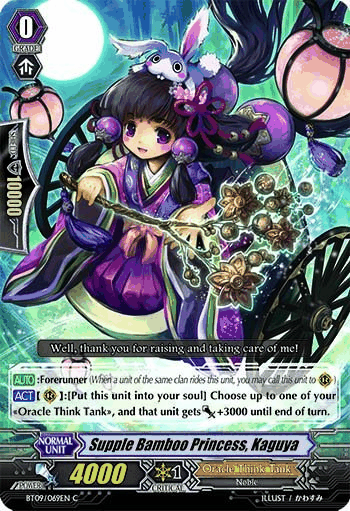 0
GRADE
10000
Well, thank you for raising and taking care of me!
AUTO :Forerunner (When a unit of the same clan rides this unit, you may call this unit to )
ACT [ ]:[Put this unit into your soul] Choose up to one of your
«Oracle Think Tank», and that unit gets +3000 until end of turn.
NORMAL UNIT
Supple Bamboo Princess, Kaguya
POWER
4000
1
CRITICAL
Oracle Think Tank
Noble
BT09/069EN C
ILLUST / かわすみ